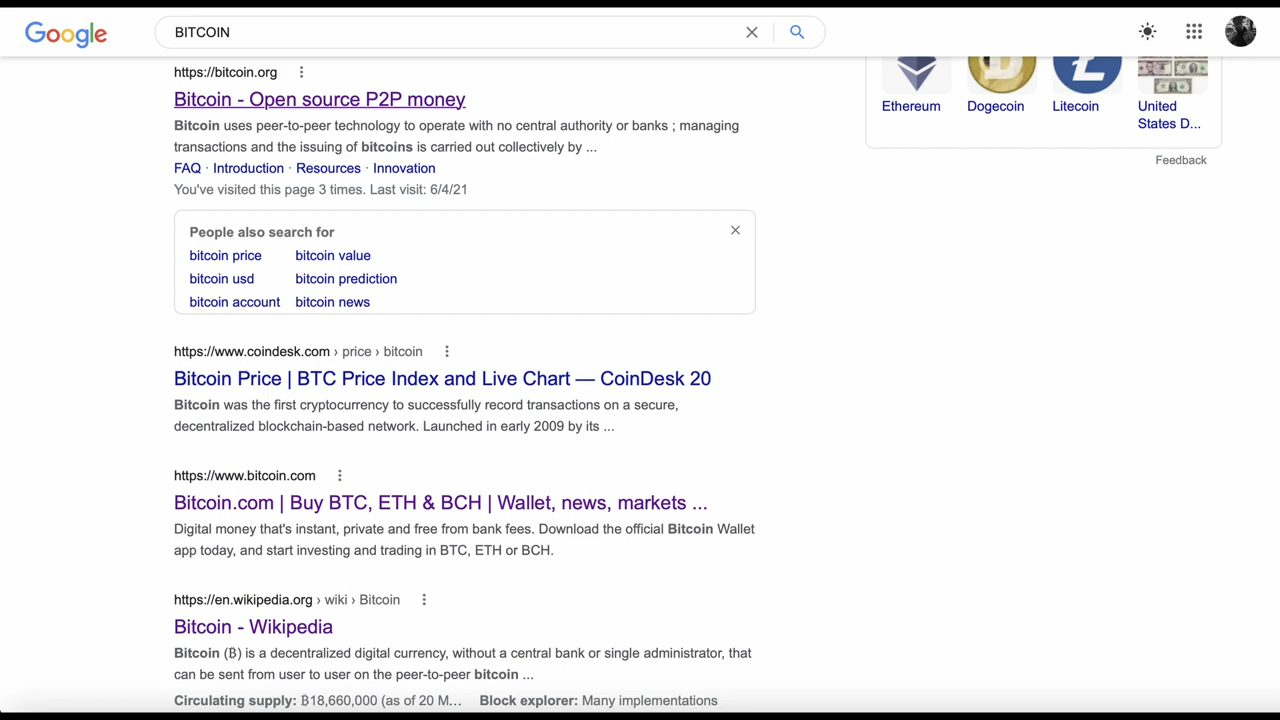 Google
BITCOIN
https://bitcoin.org
Bitcoin - Open source P2P money
Bitcoin uses peer-to-peer technology to operate with no central authority or banks ; managing
transactions and the issuing of bitcoins is carried out collectively by ...
FAQ · Introduction · Resources · Innovation
You've visited this page 3 times. Last visit: 6/4/21
People also search for
bitcoin price bitcoin value
bitcoin usd bitcoin prediction
bitcoin account bitcoin news
https://www.coindesk.com › price › bitcoin
Bitcoin Price | BTC Price Index and Live Chart — CoinDesk 20
Bitcoin was the first cryptocurrency to successfully record transactions on a secure,
decentralized blockchain-based network. Launched in early 2009 by its ...
https://www.bitcoin.com
Bitcoin.com | Buy BTC, ETH & BCH | Wallet, news, markets ...
Digital money that's instant, private and free from bank fees. Download the official Bitcoin Wallet
app today, and start investing and trading in BTC, ETH or BCH.
https://en.wikipedia.org › wiki › Bitcoin
Bitcoin - Wikipedia
Bitcoin (₿) is a decentralized digital currency, without a central bank or single administrator, that
can be sent from user to user on the peer-to-peer bitcoin ...
Circulating supply: ₿18,660,000 (as of 20 M... Block explorer: Many implementations
Ethereum Dogecoin Litecoin United
States D...
Feedback